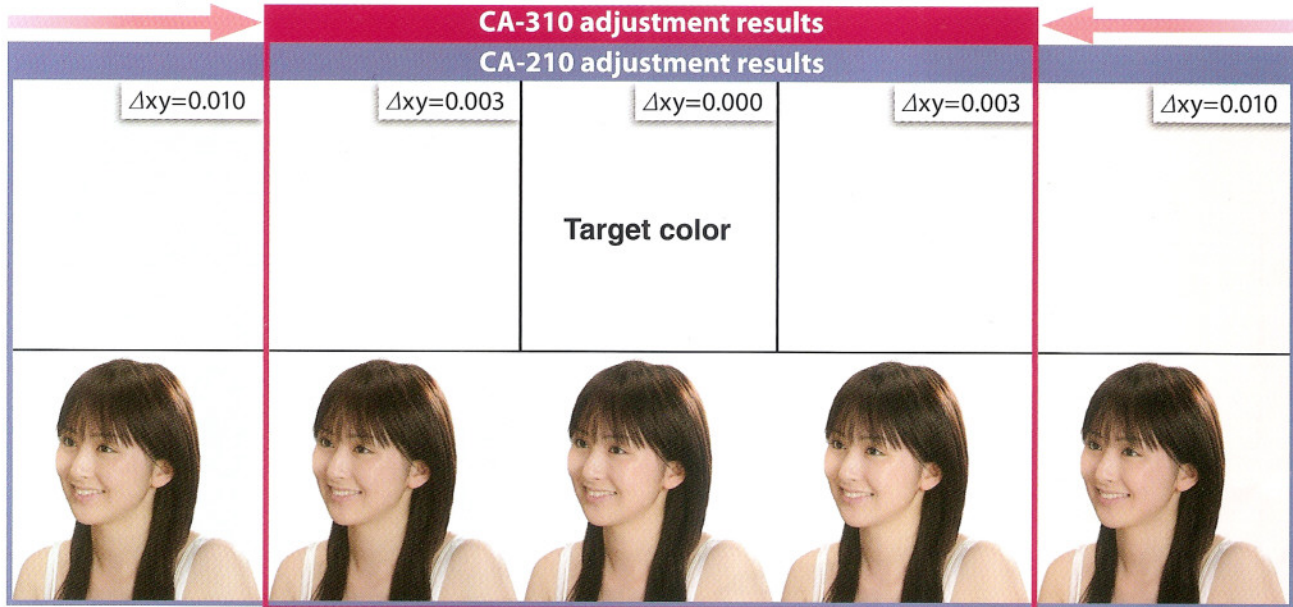 CA-310 adjustment results
CA-210 adjustment results
Δxy=0.010
Δxy=0.003
Δxy=0.000
Δxy=0.003
Δxy=0.010
Target color